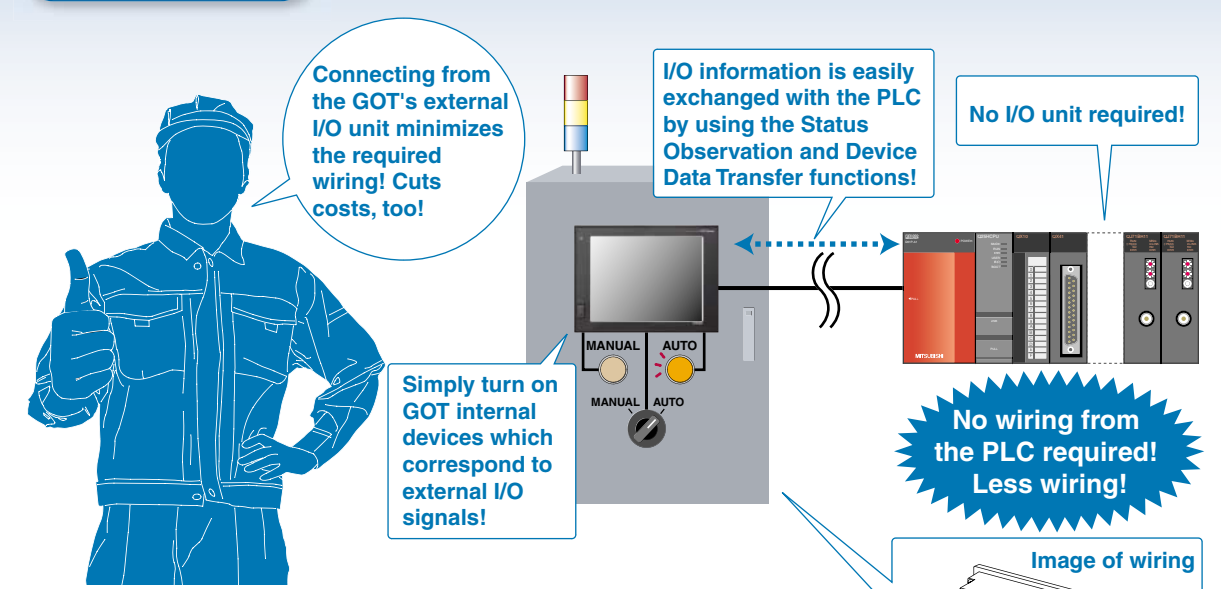 Connecting from
the GOT's external
I/O unit minimizes
the required
wiring! Cuts
costs, too!
I/O information is easily
exchanged with the PLC
by using the Status
Observation and Device
Data Transfer functions!
No I/O unit required!
MITSUBISHI
MANUAL
AUTO
MANUAL
AUTO
Simply turn on
GOT internal
devices which
correspond to
external I/O
signals!
No wiring from
the PLC required!
Less wiring!
Image of wiring